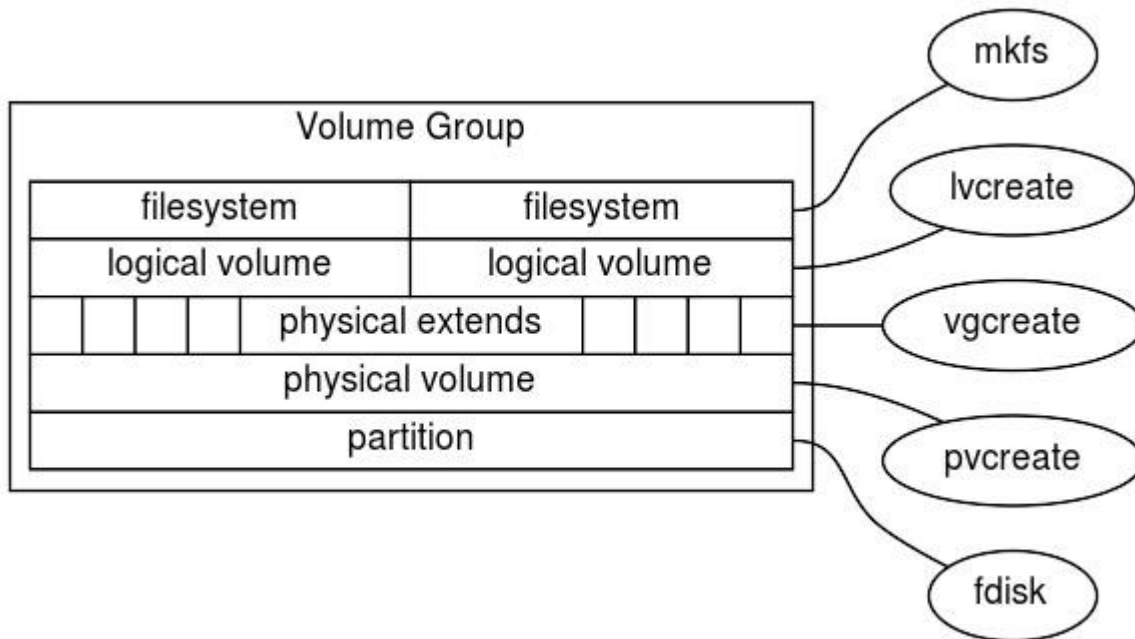 mkfs
Volume Group
lvcreate
filesystem filesystem
logical volume logical volume
physical extends
vgcreate
physical volume
partition
pvcreate
fdisk